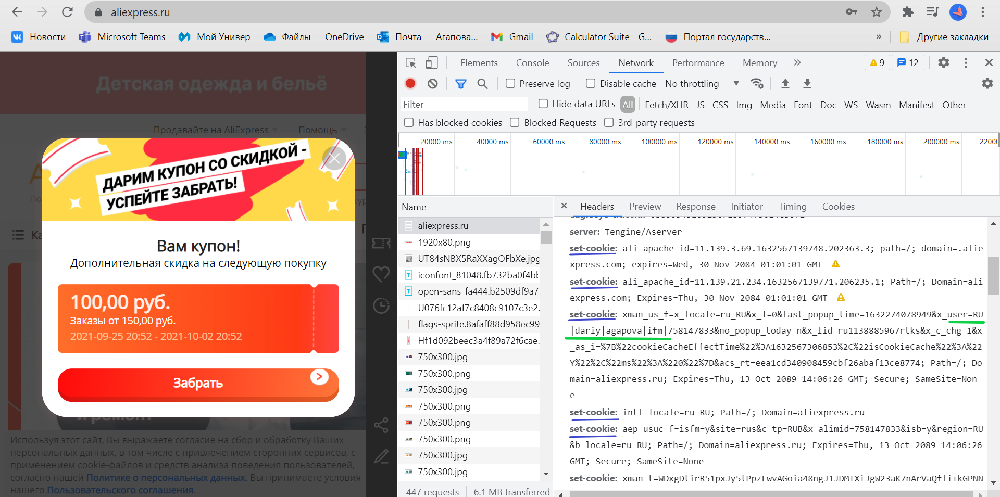 aliexpress.ru
Новости
Microsoft Teams
Мой Универ
Файлы — OneDrive
Почта — Агапова...
Gmail
Calculator Suite - G...
Портал государств...
»
Другие закладки
Детская одежда и бельё
Продавайте на AliExpress
Помощь
ДАРИМ КУПОН СО СКИДКОЙ -
УСПЕЙТЕ ЗАБРАТЬ!
Вам купон!
Дополнительная скидка на следующую покупку
100,00 руб.
Заказы от 150,00 руб.
2021-09-25 20:52 - 2021-10-02 20:52
Забрать
и ремонт
Используя этот сайт, Вы выражаете согласие на сбор и обработку Ваших
персональных данных, в том числе с привлечением сторонних сервисов, с
применением cookie-файлов и средств анализа поведения пользователей,
согласно нашей Политике о персональных данных. Вы принимаете условия
нашего Пользовательского соглашения.
Elements Console Sources Network Performance Memory » 9 12
Preserve log Disable cache No throttling
Filter Hide data URLs All Fetch/XHR JS CSS Img Media Font Doc WS Wasm Manifest Other
Has blocked cookies Blocked Requests 3rd-party requests
20000 ms 40000 ms 60000 ms 80000 ms 100000 ms 120000 ms 140000 ms 160000 ms 180000 ms 200000 ms 2200
Name
aliexpress.ru
1920x80.png
UT84sNBX5RaXXagOFbXe.jpg
iconfont_81048.fb732ba0f4bb
open-sans_fa444.b2509df9a7
U076fc12af7c8408c9107c3e2.
flags-sprite.8afaff88d958ec99
Hf1d092beec3a4f89a72f6cae.
750x300.jpg
750x300.png
750x300.jpg
750x300.png
750x300.png
750x300.png
750x300.jpg
750x300.jpg
447 requests 6.1 MB transferred
Headers Preview Response Initiator Timing Cookies
server: Tengine/Aserver
set-cookie: ali_apache_id=11.139.3.69.1632567139748.202363.3; path=/; domain=.alie
xpress.com; expires=Wed, 30-Nov-2084 01:01:01 GMT
set-cookie: ali_apache_id=11.139.21.234.1632567139771.206235.1; Path=/; Domain=ali
express.com; Expires=Thu, 30 Nov 2084 01:01:01 GMT
set-cookie: xman_us_f=x_locale=ru_RU&x_l=0&last_popup_time=1632274078949&x_user=RU
|dariy|agapova|ifm|758147833&no_popup_today=n&x_lid=ru1138885967rtks&x_c_chg=1&x
_as_i=%7B%22cookieCacheEffectTime%22%3A1632567306853%2C%22isCookieCache%22%3A%22
Y%22%2C%22ms%22%3A%220%22%7D&acs_rt=eea1cd340908459cbf26abaf13ce8774; Path=/; Do
main=aliexpress.ru; Expires=Thu, 13 Oct 2089 14:06:26 GMT; Secure; SameSite=Non
e
set-cookie: intl_locale=ru_RU; Path=/; Domain=aliexpress.ru
set-cookie: aep_usuc_f=isfm=y&site=rus&c_tp=RUB&x_alimid=758147833&isb=y&region=RU
&b_locale=ru_RU; Path=/; Domain=aliexpress.ru; Expires=Thu, 13 Oct 2089 14:06:26
GMT; Secure; SameSite=None
set-cookie: xman_t=WDxgDtirR51pxJy5tPpzLwvAGoia48ngJ1JDMTXiJgW23aK7nArVaQfli+kGPNN